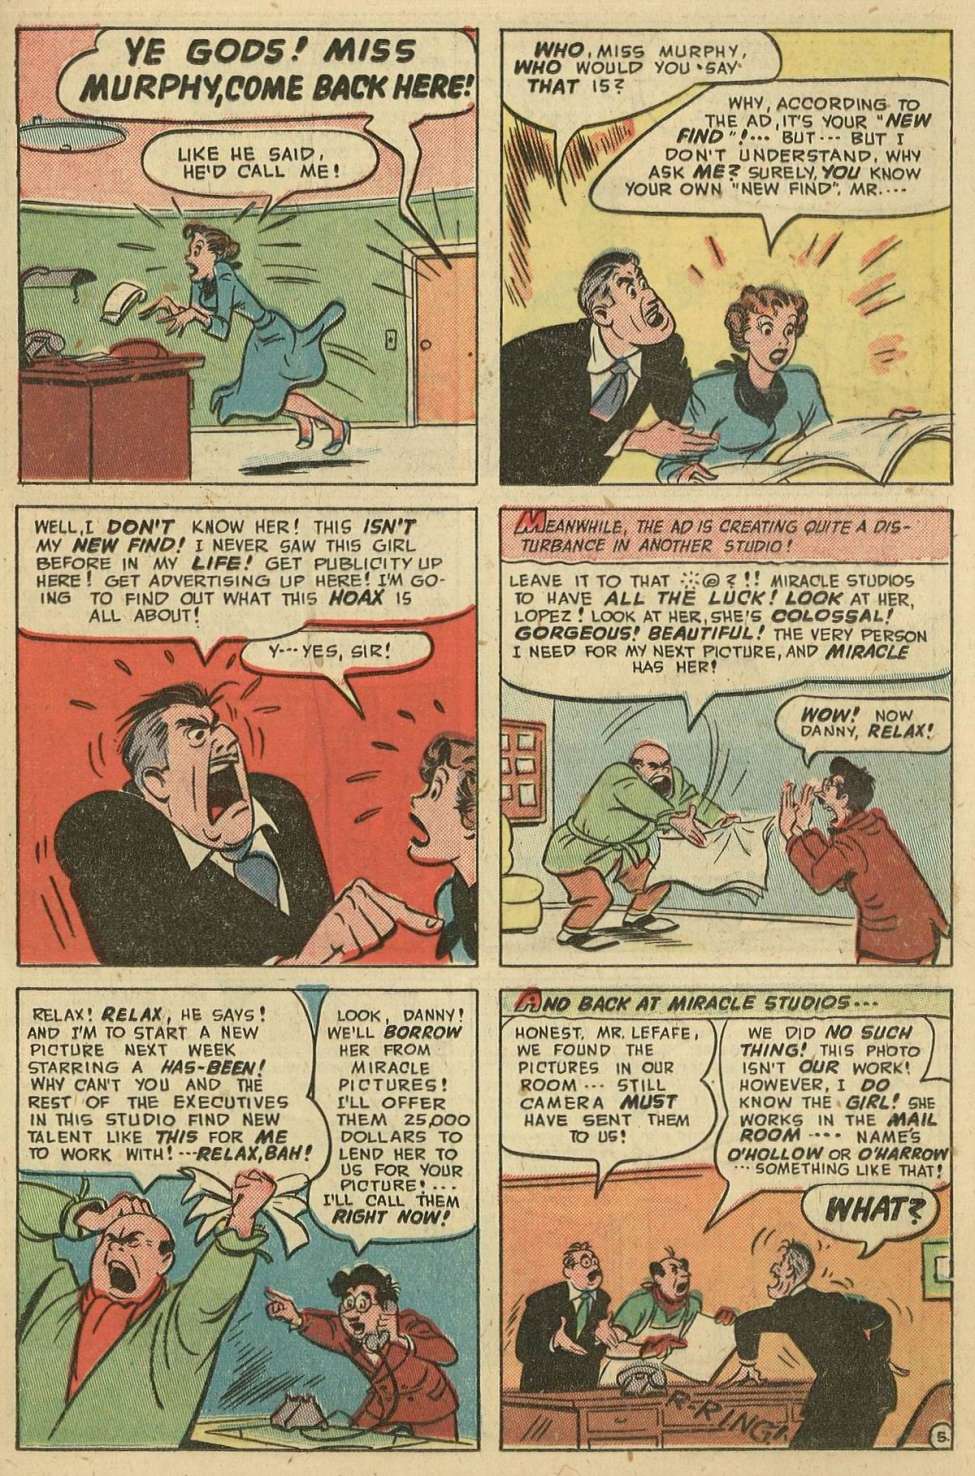 YE GODS! MISS
MURPHY, COME BACK HERE!
LIKE HE SAID,
HE'D CALL ME!
WHO, MISS MURPHY,
WHO WOULD YOU SAY
THAT IS?
WHY, ACCORDING TO
THE AD, IT'S YOUR "NEW
FIND"!... BUT... BUT I
DON'T UNDERSTAND. WHY
ASK ME? SURELY, YOU KNOW
YOUR OWN "NEW FIND", MR....
WELL, I DON'T KNOW HER! THIS ISN'T
MY NEW FIND! I NEVER SAW THIS GIRL
BEFORE IN MY LIFE! GET PUBLICITY UP
HERE! GET ADVERTISING UP HERE! I'M GO-
ING TO FIND OUT WHAT THIS HOAX IS
ALL ABOUT!
Y---YES, SIR!
MEANWHILE, THE AD IS CREATING QUITE A DIS-
TURBANCE IN ANOTHER STUDIO!
LEAVE IT TO THAT ※@?!! MIRACLE STUDIOS
TO HAVE ALL THE LUCK! LOOK AT HER,
LOPEZ! LOOK AT HER, SHE'S COLOSSAL!
GORGEOUS! BEAUTIFUL! THE VERY PERSON
I NEED FOR MY NEXT PICTURE, AND MIRACLE
HAS HER!
WOW! NOW
DANNY, RELAX!
RELAX! RELAX, HE SAYS!
AND I'M TO START A NEW
PICTURE NEXT WEEK
STARRING A HAS-BEEN!
WHY CAN'T YOU AND THE
REST OF THE EXECUTIVES
IN THIS STUDIO FIND NEW
TALENT LIKE THIS FOR ME
TO WORK WITH!---RELAX, BAH!
LOOK, DANNY!
WE'LL BORROW
HER FROM
MIRACLE
PICTURES!
I'LL OFFER
THEM 25,000
DOLLARS TO
LEND HER TO
US FOR YOUR
PICTURE!...
I'LL CALL THEM
RIGHT NOW!
AND BACK AT MIRACLE STUDIOS...
HONEST, MR. LEFAFE,
WE FOUND THE
PICTURES IN OUR
ROOM --- STILL
CAMERA MUST
HAVE SENT THEM
TO US!
WE DID NO SUCH
THING! THIS PHOTO
ISN'T OUR WORK!
HOWEVER, I DO
KNOW THE GIRL! SHE
WORKS IN THE MAIL
ROOM .... NAME'S
O'HOLLOW OR O'HARROW
...SOMETHING LIKE THAT!
WHAT?
R-R-RING!
5.